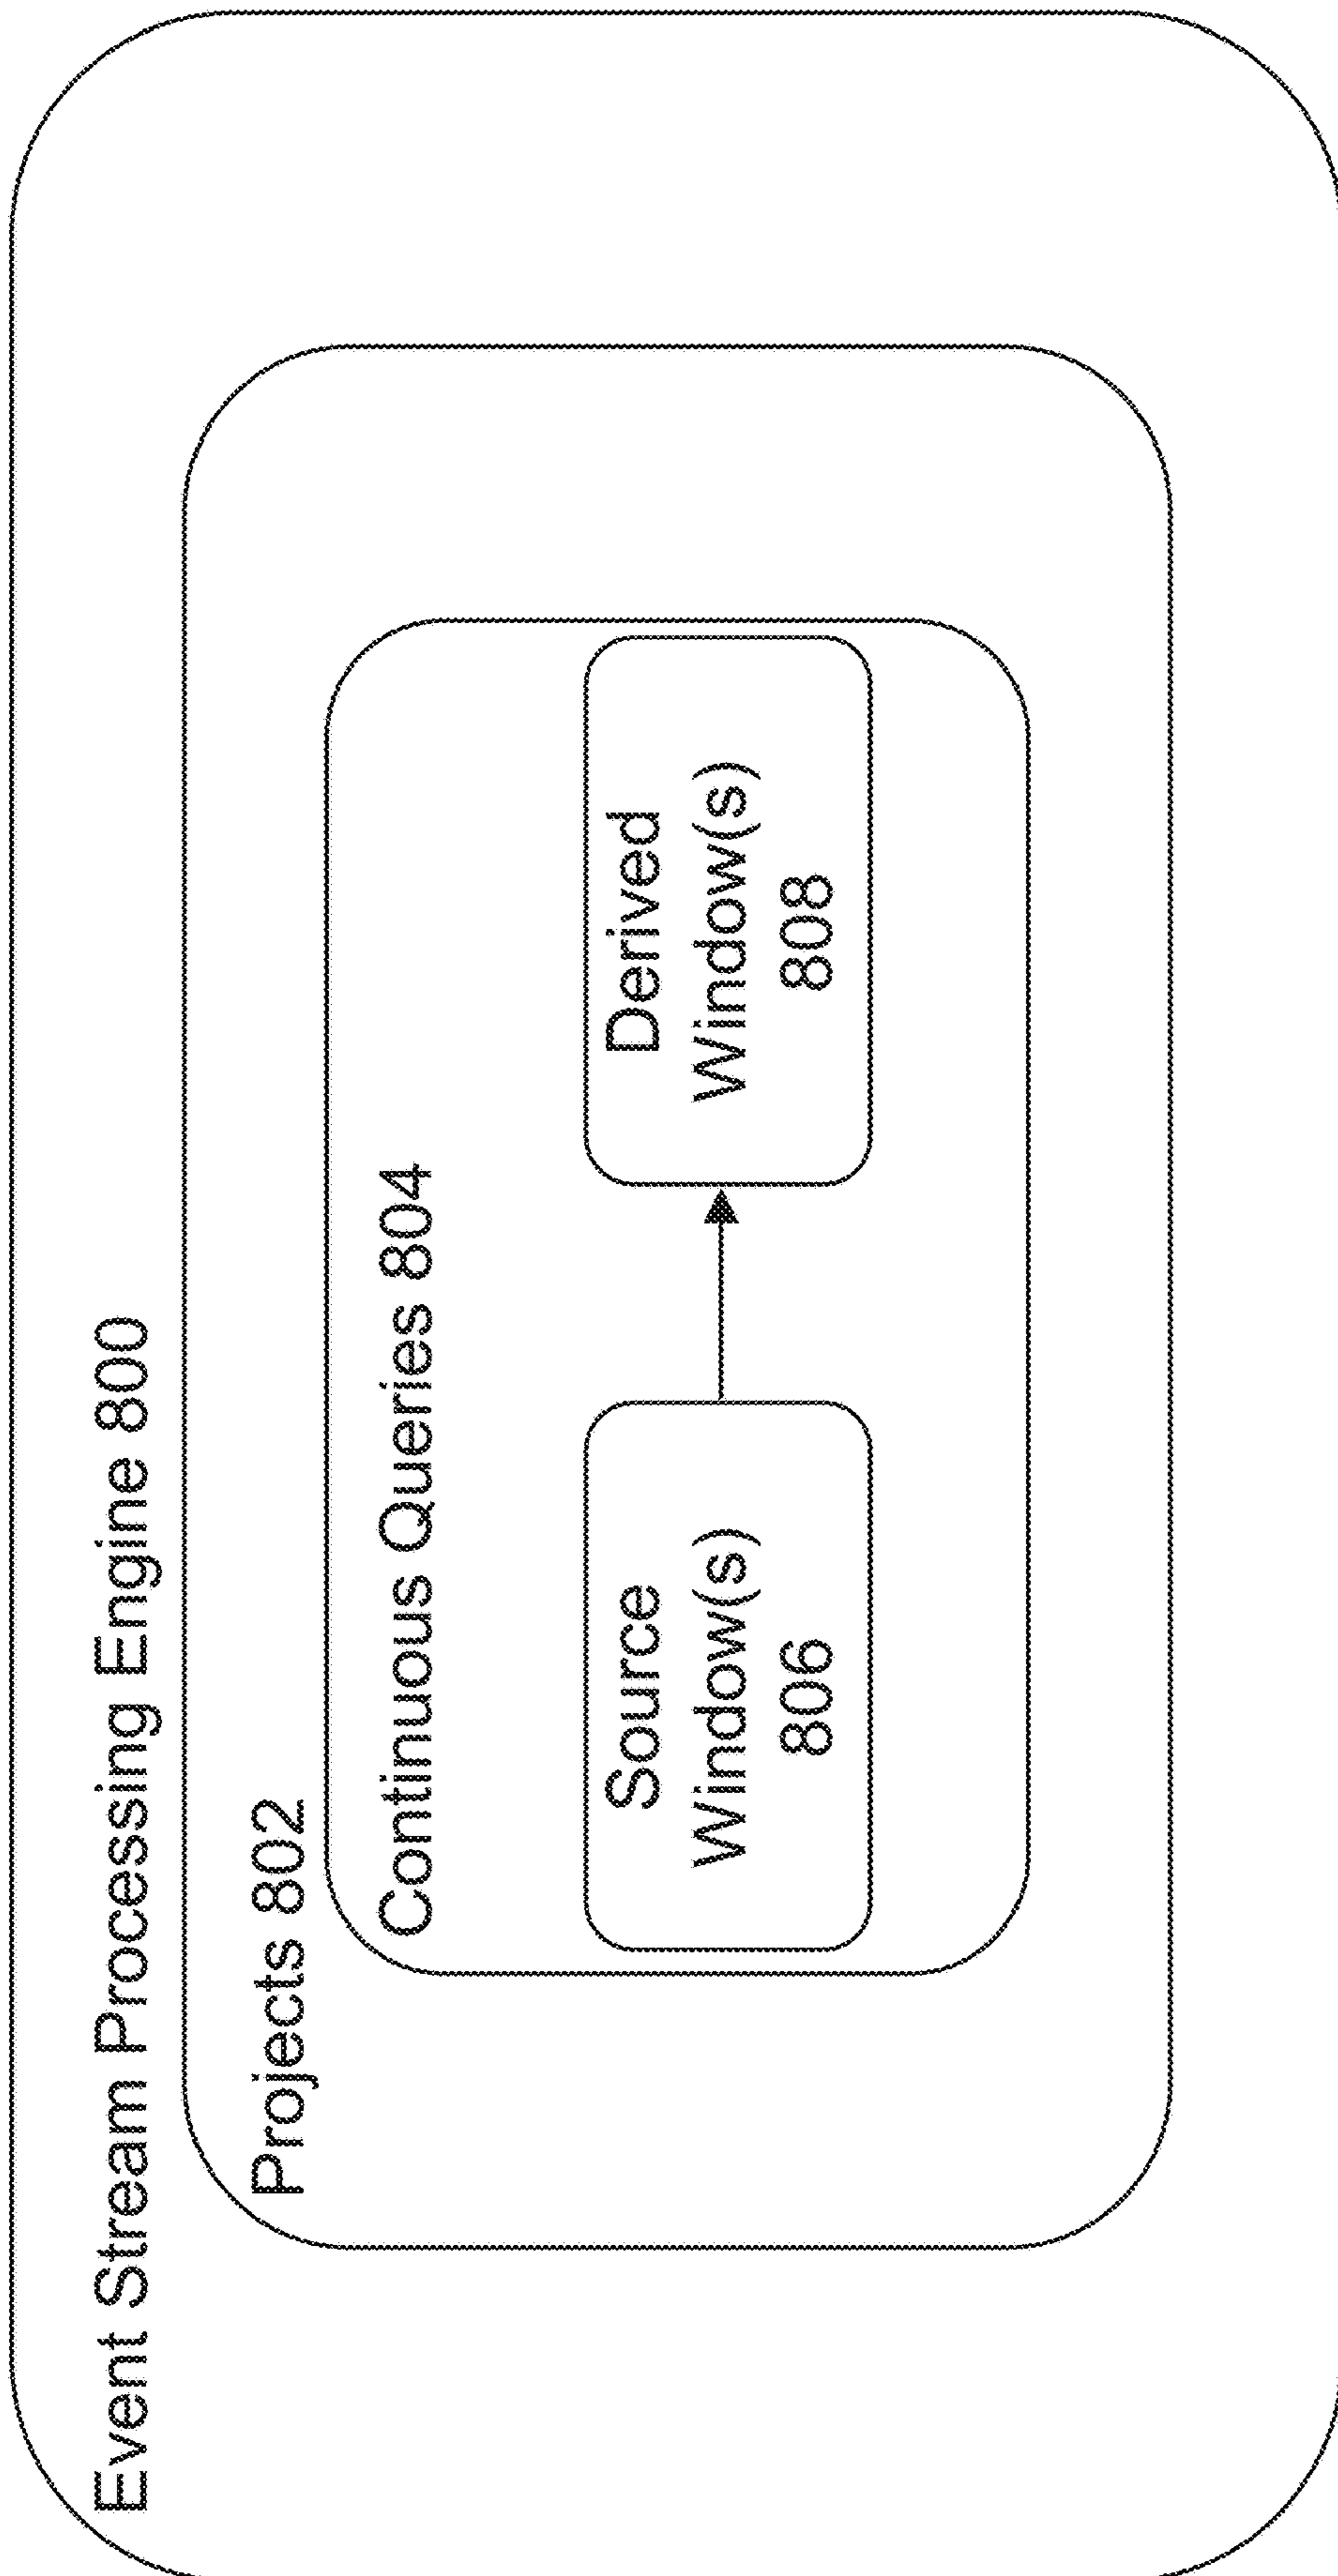 Event Stream Processing Engine 800
Projects 802
Continuous Queries 804
Source
Window(s)
806
Derived
Window(s)
808